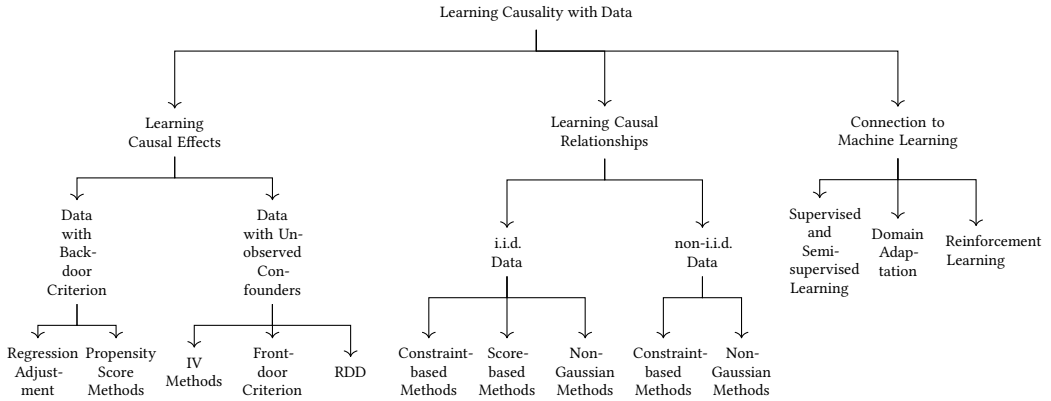 Learning Causality with Data
Learning
Causal Effects
Learning Causal
Relationships
Connection to
Machine Learning
Data
with
Back-
door
Criterion
Data
with Un-
observed
Con-
founders
i.i.d.
Data
non-i.i.d.
Data
Supervised
and
Semi-
supervised
Learning
Domain
Adap-
tation
Reinforcement
Learning
Regression
Adjust-
ment
Propensity
Score
Methods
IV
Methods
Front-
door
Criterion
RDD
Constraint-
based
Methods
Score-
based
Methods
Non-
Gaussian
Methods
Constraint-
based
Methods
Non-
Gaussian
Methods